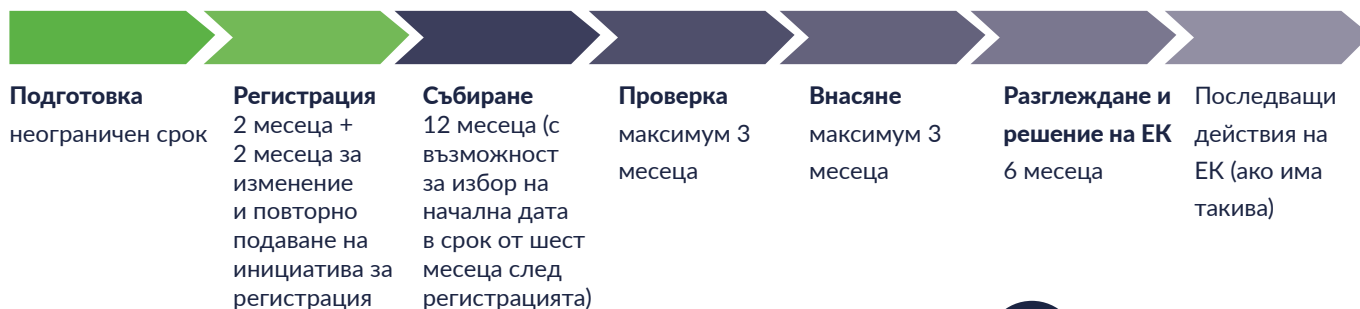 Подготовка
неограничен срок
Регистрация
2 месеца +
2 месеца за
изменение
и повторно
подаване на
инициатива за
регистрация
Събиране
12 месеца (с
възможност
за избор на
начална дата
в срок от шест
месеца след
регистрацията)
Проверка
максимум 3
месеца
Внасяне
максимум 3
месеца
Разглеждане и
решение на ЕК
6 месеца
Последващи
действия на
ЕК (ако има
такива)